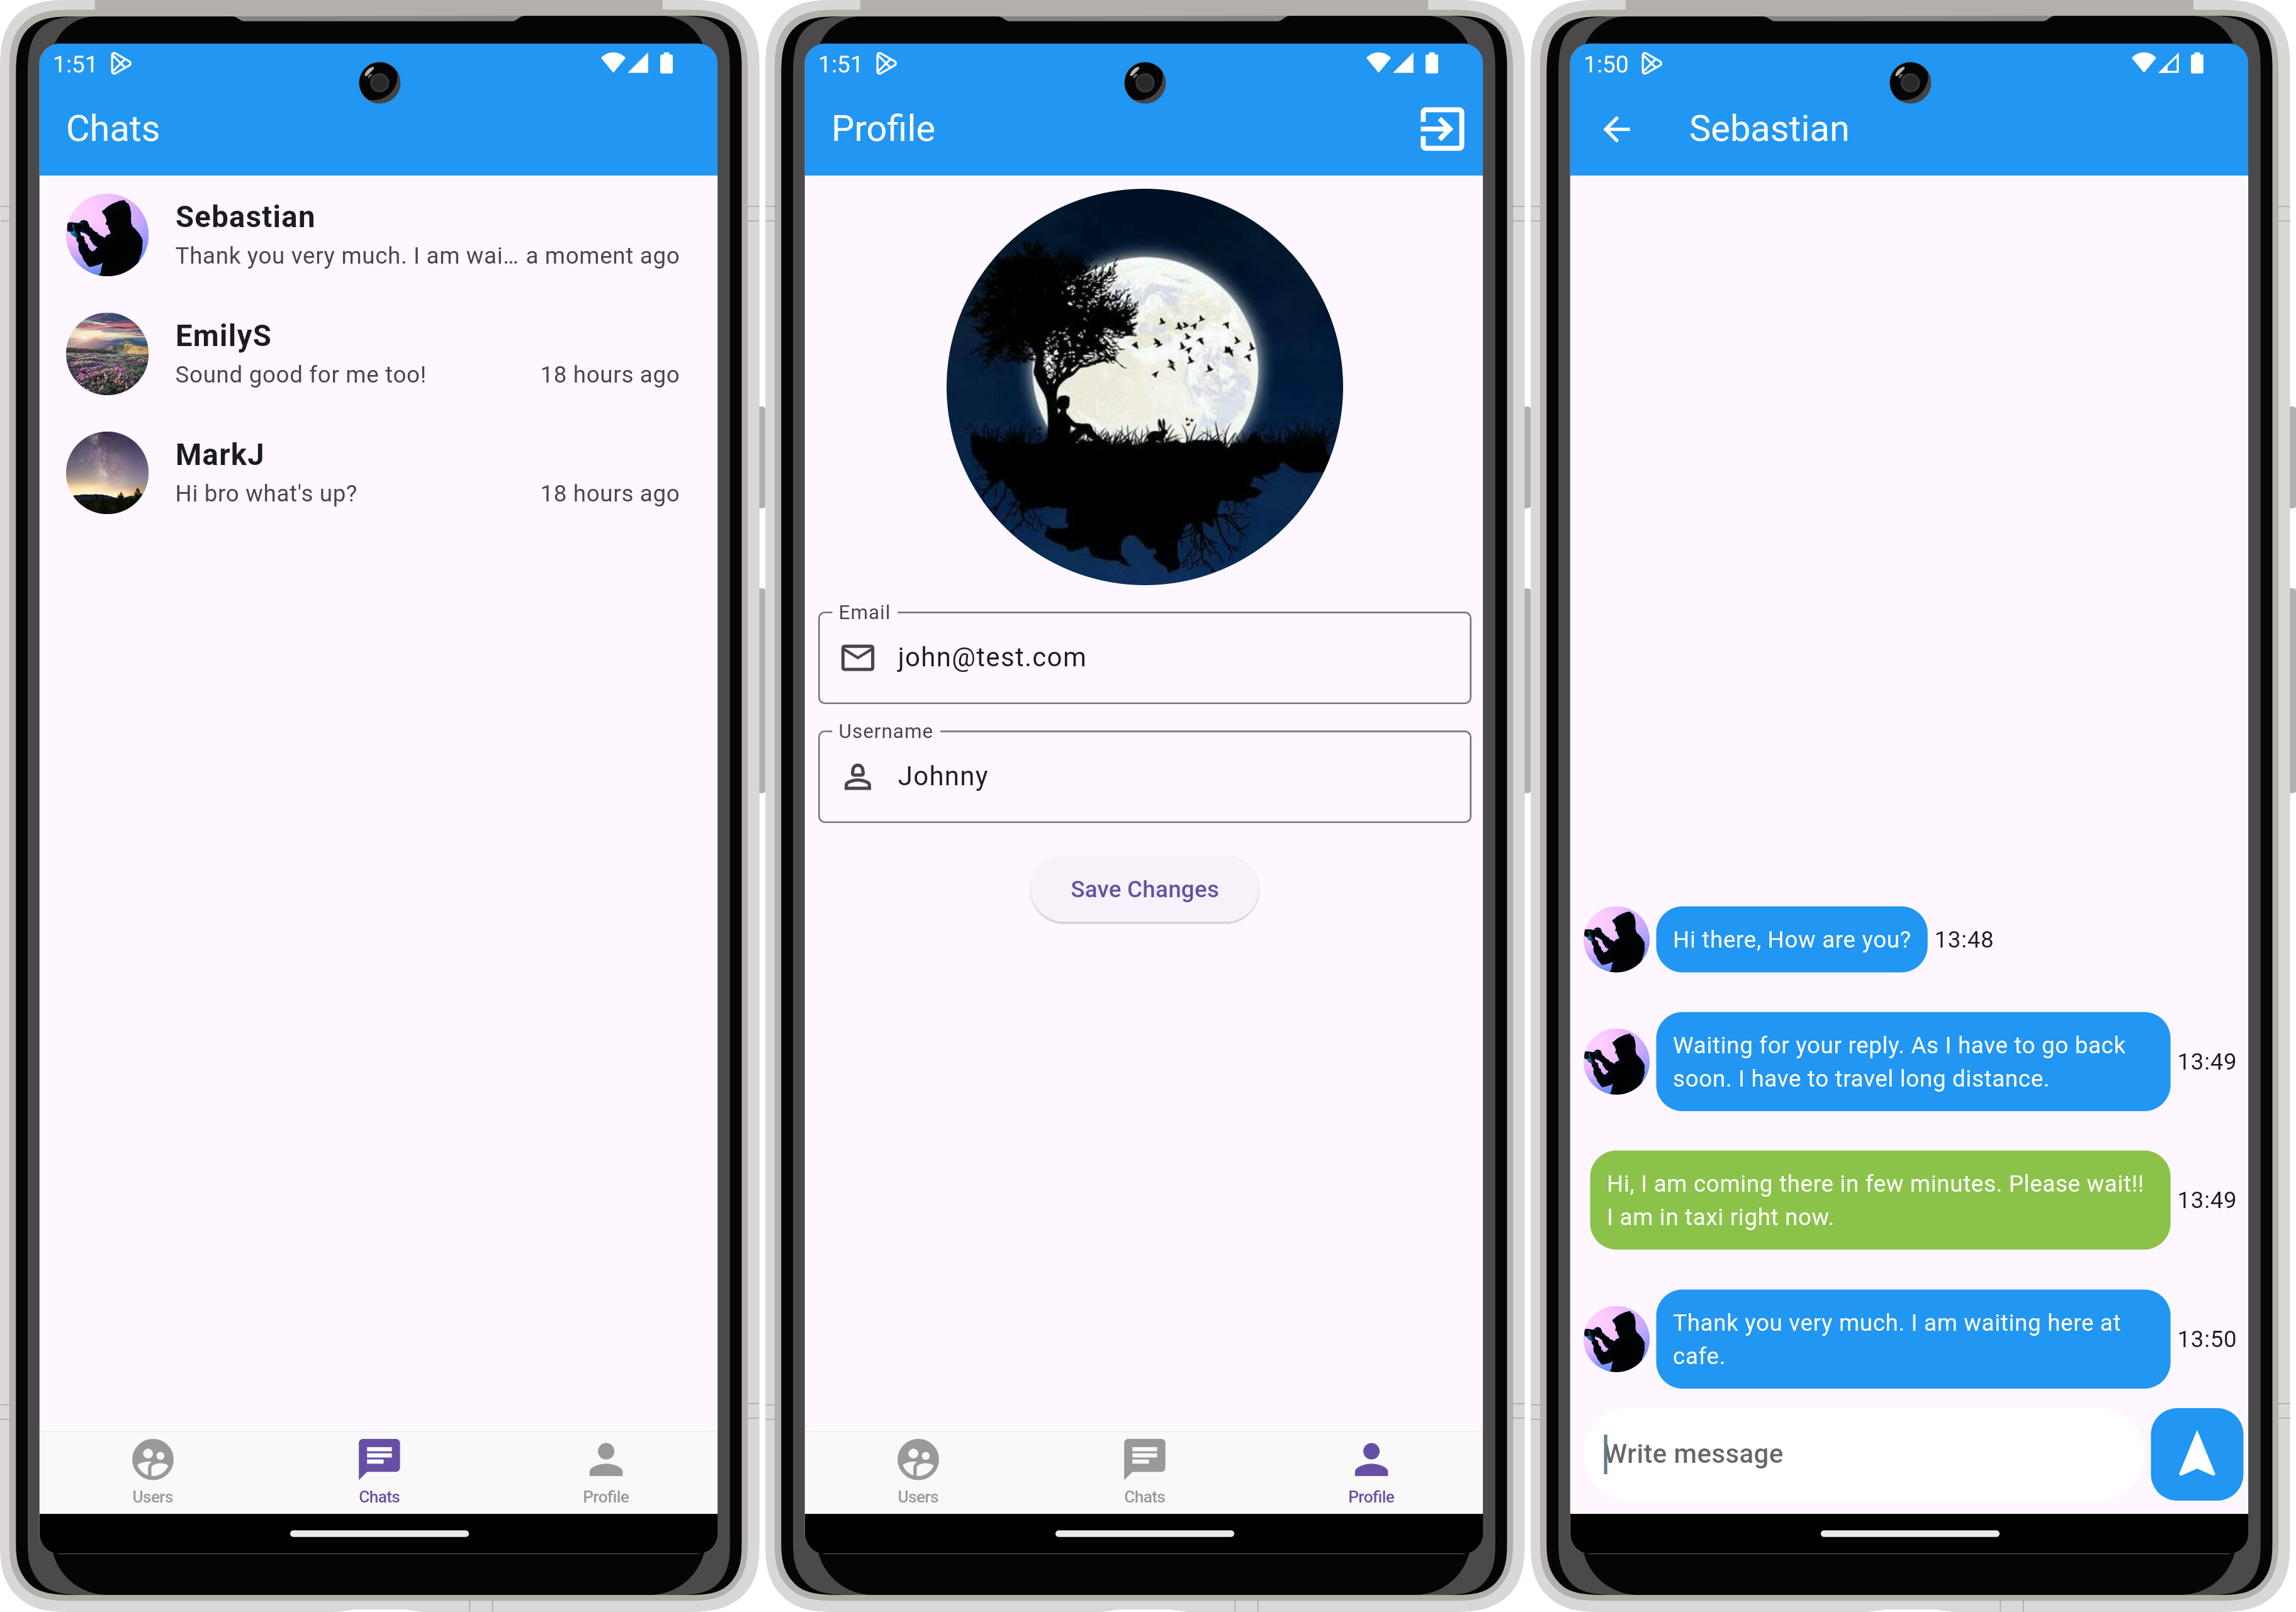 1:51
Chats
Sebastian
Thank you very much. I am wai... a moment ago
EmilyS
Sound good for me too! 18 hours ago
MarkJ
Hi bro what's up? 18 hours ago
Users Chats Profile
1:51
Profile
Email
john@test.com
Username
Johnny
Save Changes
Users Chats Profile
1:50
Sebastian
Hi there, How are you? 13:48
Waiting for your reply. As I have to go back
soon. I have to travel long distance.
13:49
Hi, I am coming there in few minutes. Please wait!!
I am in taxi right now.
13:49
Thank you very much. I am waiting here at
cafe.
13:50
Write message